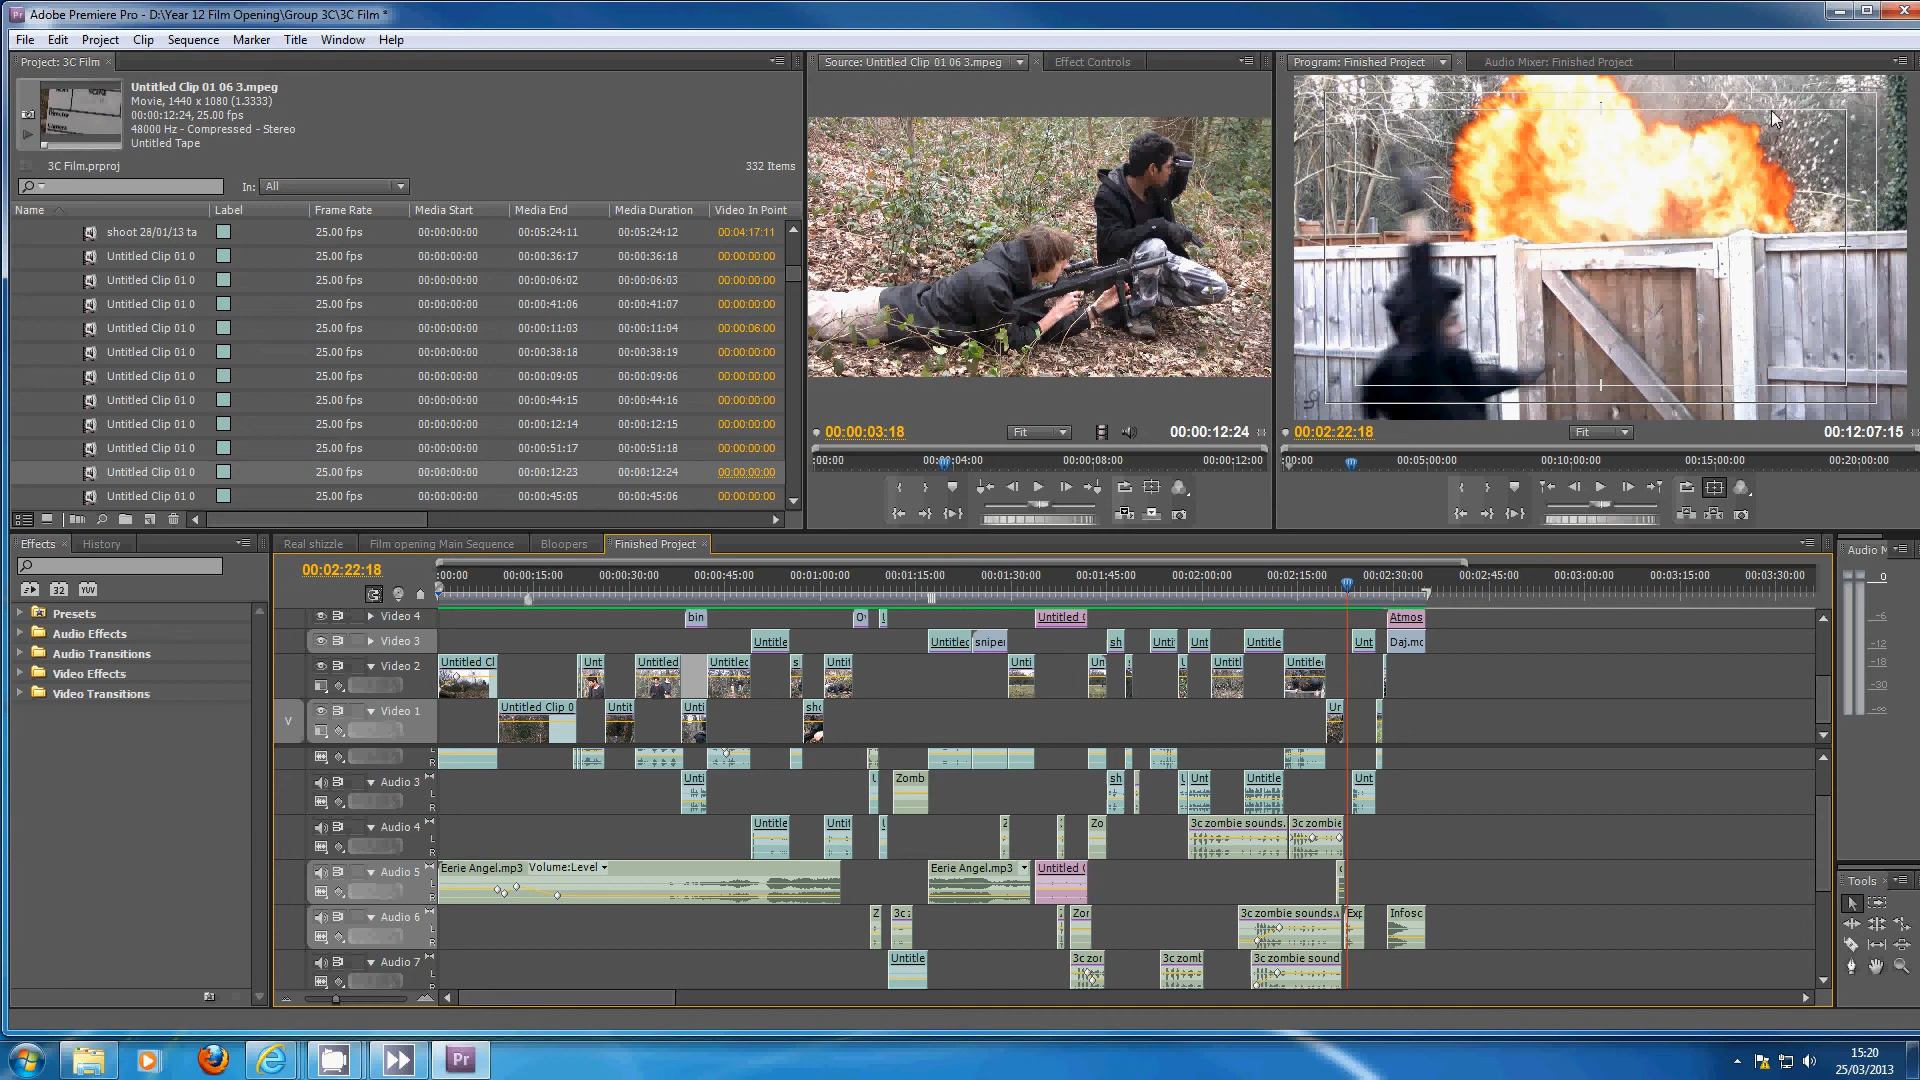 Adobe Premiere Pro - D:\Year 12 Film Opening\Group 3C\3C Film *
File Edit Project Clip Sequence Marker Title Window Help
Project: 3C Film
Untitled Clip 01 06 3.mpeg
Movie, 1440 x 1080 (1.3333)
00:00:12:24, 25.00 fps
48000 Hz - Compressed - Stereo
Untitled Tape
3C Film.prproj
332 Items
In: All
Name Label Frame Rate Media Start Media End Media Duration Video In Point
shoot 28/01/13 ta 25.00 fps 00:00:00:00 00:05:24:11 00:05:24:12 00:04:17:11
Untitled Clip 01 0 25.00 fps 00:00:00:00 00:00:36:17 00:00:36:18 00:00:00:00
Untitled Clip 01 0 25.00 fps 00:00:00:00 00:00:06:02 00:00:06:03 00:00:00:00
Untitled Clip 01 0 25.00 fps 00:00:00:00 00:00:41:06 00:00:41:07 00:00:00:00
Untitled Clip 01 0 25.00 fps 00:00:00:00 00:00:11:03 00:00:11:04 00:00:06:00
Untitled Clip 01 0 25.00 fps 00:00:00:00 00:00:38:18 00:00:38:19 00:00:00:00
Untitled Clip 01 0 25.00 fps 00:00:00:00 00:00:09:05 00:00:09:06 00:00:00:00
Untitled Clip 01 0 25.00 fps 00:00:00:00 00:00:44:15 00:00:44:16 00:00:00:00
Untitled Clip 01 0 25.00 fps 00:00:00:00 00:00:12:14 00:00:12:15 00:00:00:00
Untitled Clip 01 0 25.00 fps 00:00:00:00 00:00:51:17 00:00:51:18 00:00:00:00
Untitled Clip 01 0 25.00 fps 00:00:00:00 00:00:12:23 00:00:12:24 00:00:00:00
Untitled Clip 01 0 25.00 fps 00:00:00:00 00:00:45:05 00:00:45:06 00:00:00:00
Source: Untitled Clip 01 06 3.mpeg Effect Controls
00:00:03:18 Fit 00:00:12:24
:00:00 00:00:04:00 00:00:08:00 00:00:12:00
Program: Finished Project Audio Mixer: Finished Project
00:02:22:18 Fit 00:12:07:15
:00:00 00:05:00:00 00:10:00:00 00:15:00:00 00:20:00:00
Effects History
32 YUV
Presets
Audio Effects
Audio Transitions
Video Effects
Video Transitions
Real shizzle Film opening Main Sequence Bloopers Finished Project
00:02:22:18
:00:00 00:00:15:00 00:00:30:00 00:00:45:00 00:01:00:00 00:01:15:00 00:01:30:00 00:01:45:00 00:02:00:00 00:02:15:00 00:02:30:00 00:02:45:00 00:03:00:00 00:03:15:00 00:03:30:00
Video 4 bin Untitled Atmos
Video 3 Untitle Untitled sniper sh Unti Unt Untitle Unt Daj.mo
Video 2 Untitled Cl Unt Untitled Untitled s Untit Unti Un Untitl Untitled
V Video 1 Untitled Clip 0 Untit Unti sho Un
L
R
Audio 3 Unti Zomb sh Unt Untitle Unt
L
R
Audio 4 Untitle Untit Zo 3c zombie sounds. 3c zombie
L
R
Audio 5 Eerie Angel.mp3 Volume:Level Eerie Angel.mp3 Untitled
L
R
Audio 6 Z 3c Zor 3c zombie sounds. Exp Infosc
L
R
Audio 7 Untitle 3c zor 3c zomb 3c zombie sound
L
R
Audio M
0
-6
-12
-18
-30
-∞
Tools
Pr
15:20
25/03/2013